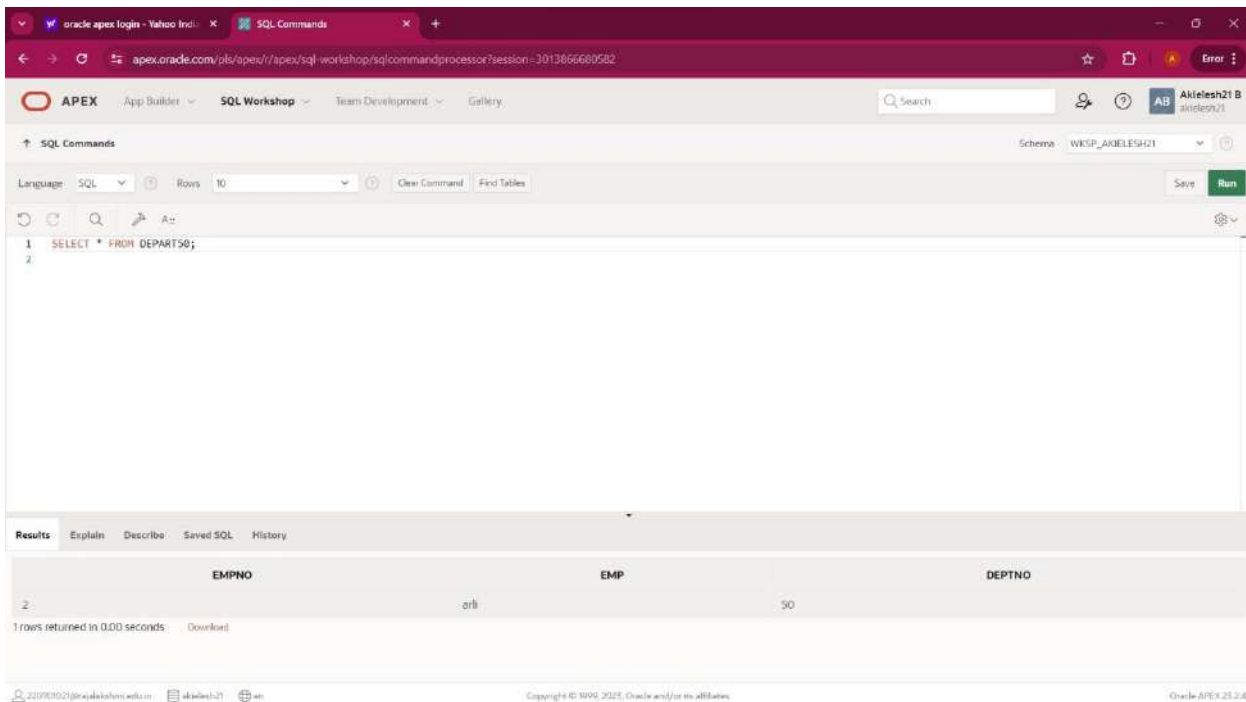 oracle apex login - Yahoo Indi
SQL Commands
apex.oracle.com/pls/apex/r/apex/sql-workshop/sqlcommandprocessor?session=3013866680582
Error
APEX App Builder SQL Workshop Team Development Gallery
Search
AB Akielesh21 B
akielesh21
SQL Commands
Schema WKSP_AKIELESH21
Language SQL Rows 10 Clear Command Find Tables
Save Run
1 SELECT * FROM DEPART50;
2
Results Explain Describe Saved SQL History
EMPNO EMP DEPTNO
2 arli 50
1 rows returned in 0.00 seconds Download
akielesh21 en
Copyright © 1999, 2025, Oracle and/or its affiliates.
Oracle APEX 25.2.4